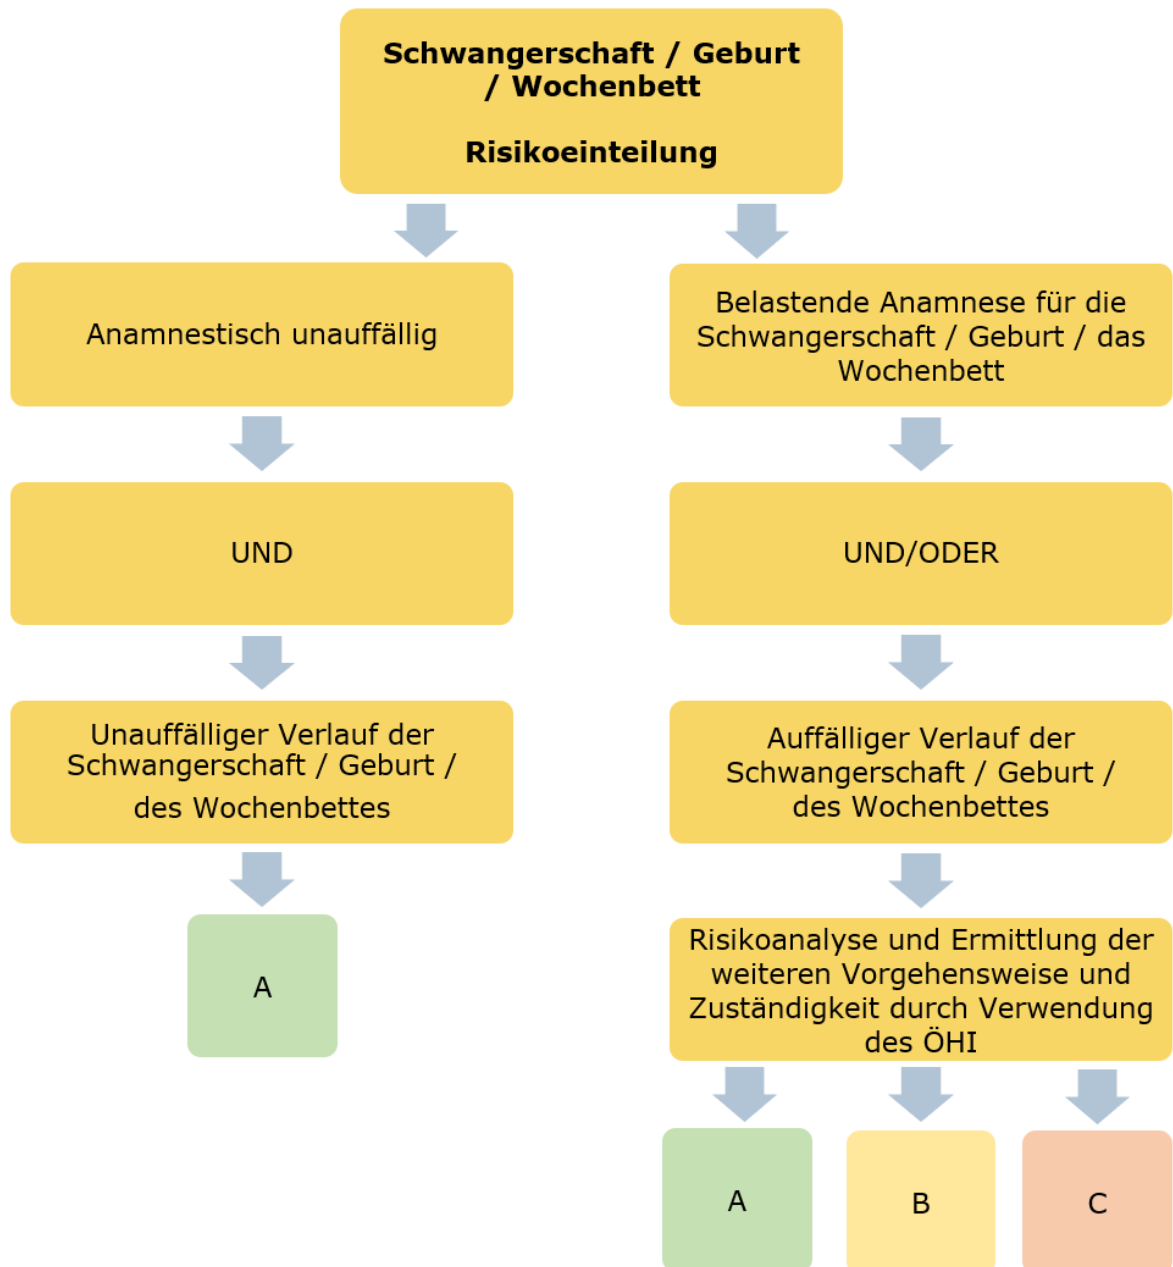 Schwangerschaft / Geburt
/ Wochenbett
Risikoeinteilung
Anamnestisch unauffällig
Belastende Anamnese für die
Schwangerschaft / Geburt / das
Wochenbett
UND
UND/ODER
Unauffälliger Verlauf der
Schwangerschaft / Geburt /
des Wochenbettes
Auffälliger Verlauf der
Schwangerschaft / Geburt /
des Wochenbettes
A
Risikoanalyse und Ermittlung der
weiteren Vorgehensweise und
Zuständigkeit durch Verwendung
des ÖHI
A
B
C